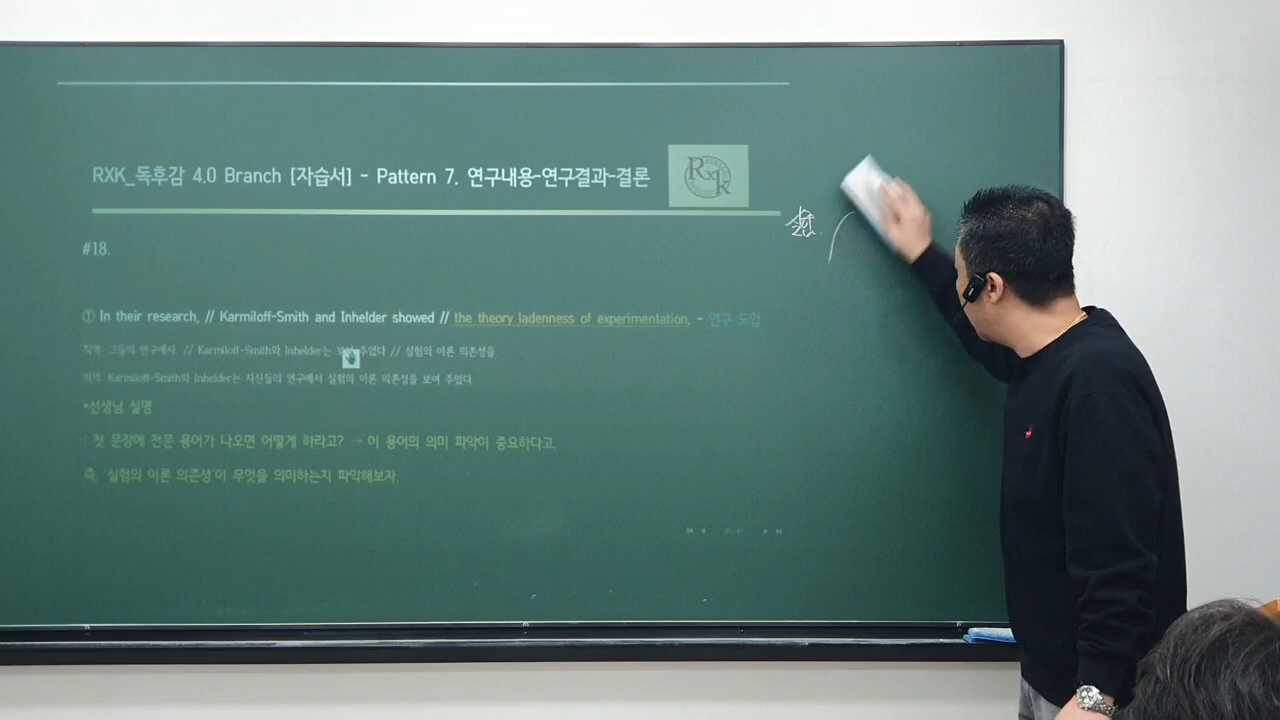 RXK_독후감 4.0 Branch [자습서] - Pattern 7. 연구내용-연구결과-결론
RXK
#18.
① In their research, // Karmiloff-Smith and Inhelder showed // the theory ladenness of experimentation. - 연구 도입
직역: 그들의 연구에서, // Karmiloff-Smith와 Inhelder는 주었다 // 실험의 이론 의존성을.
의역: Karmiloff-Smith와 Inhelder는 자신들의 연구에서 실험의 이론 의존성을 보여 주었다.
*선생님 설명
: 첫 문장에 전문 용어가 나오면 어떻게 하라고? → 이 용어의 의미 파악이 중요하다고.
즉, '실험의 이론 의존성'이 무엇을 의미하는지 파악해보자.